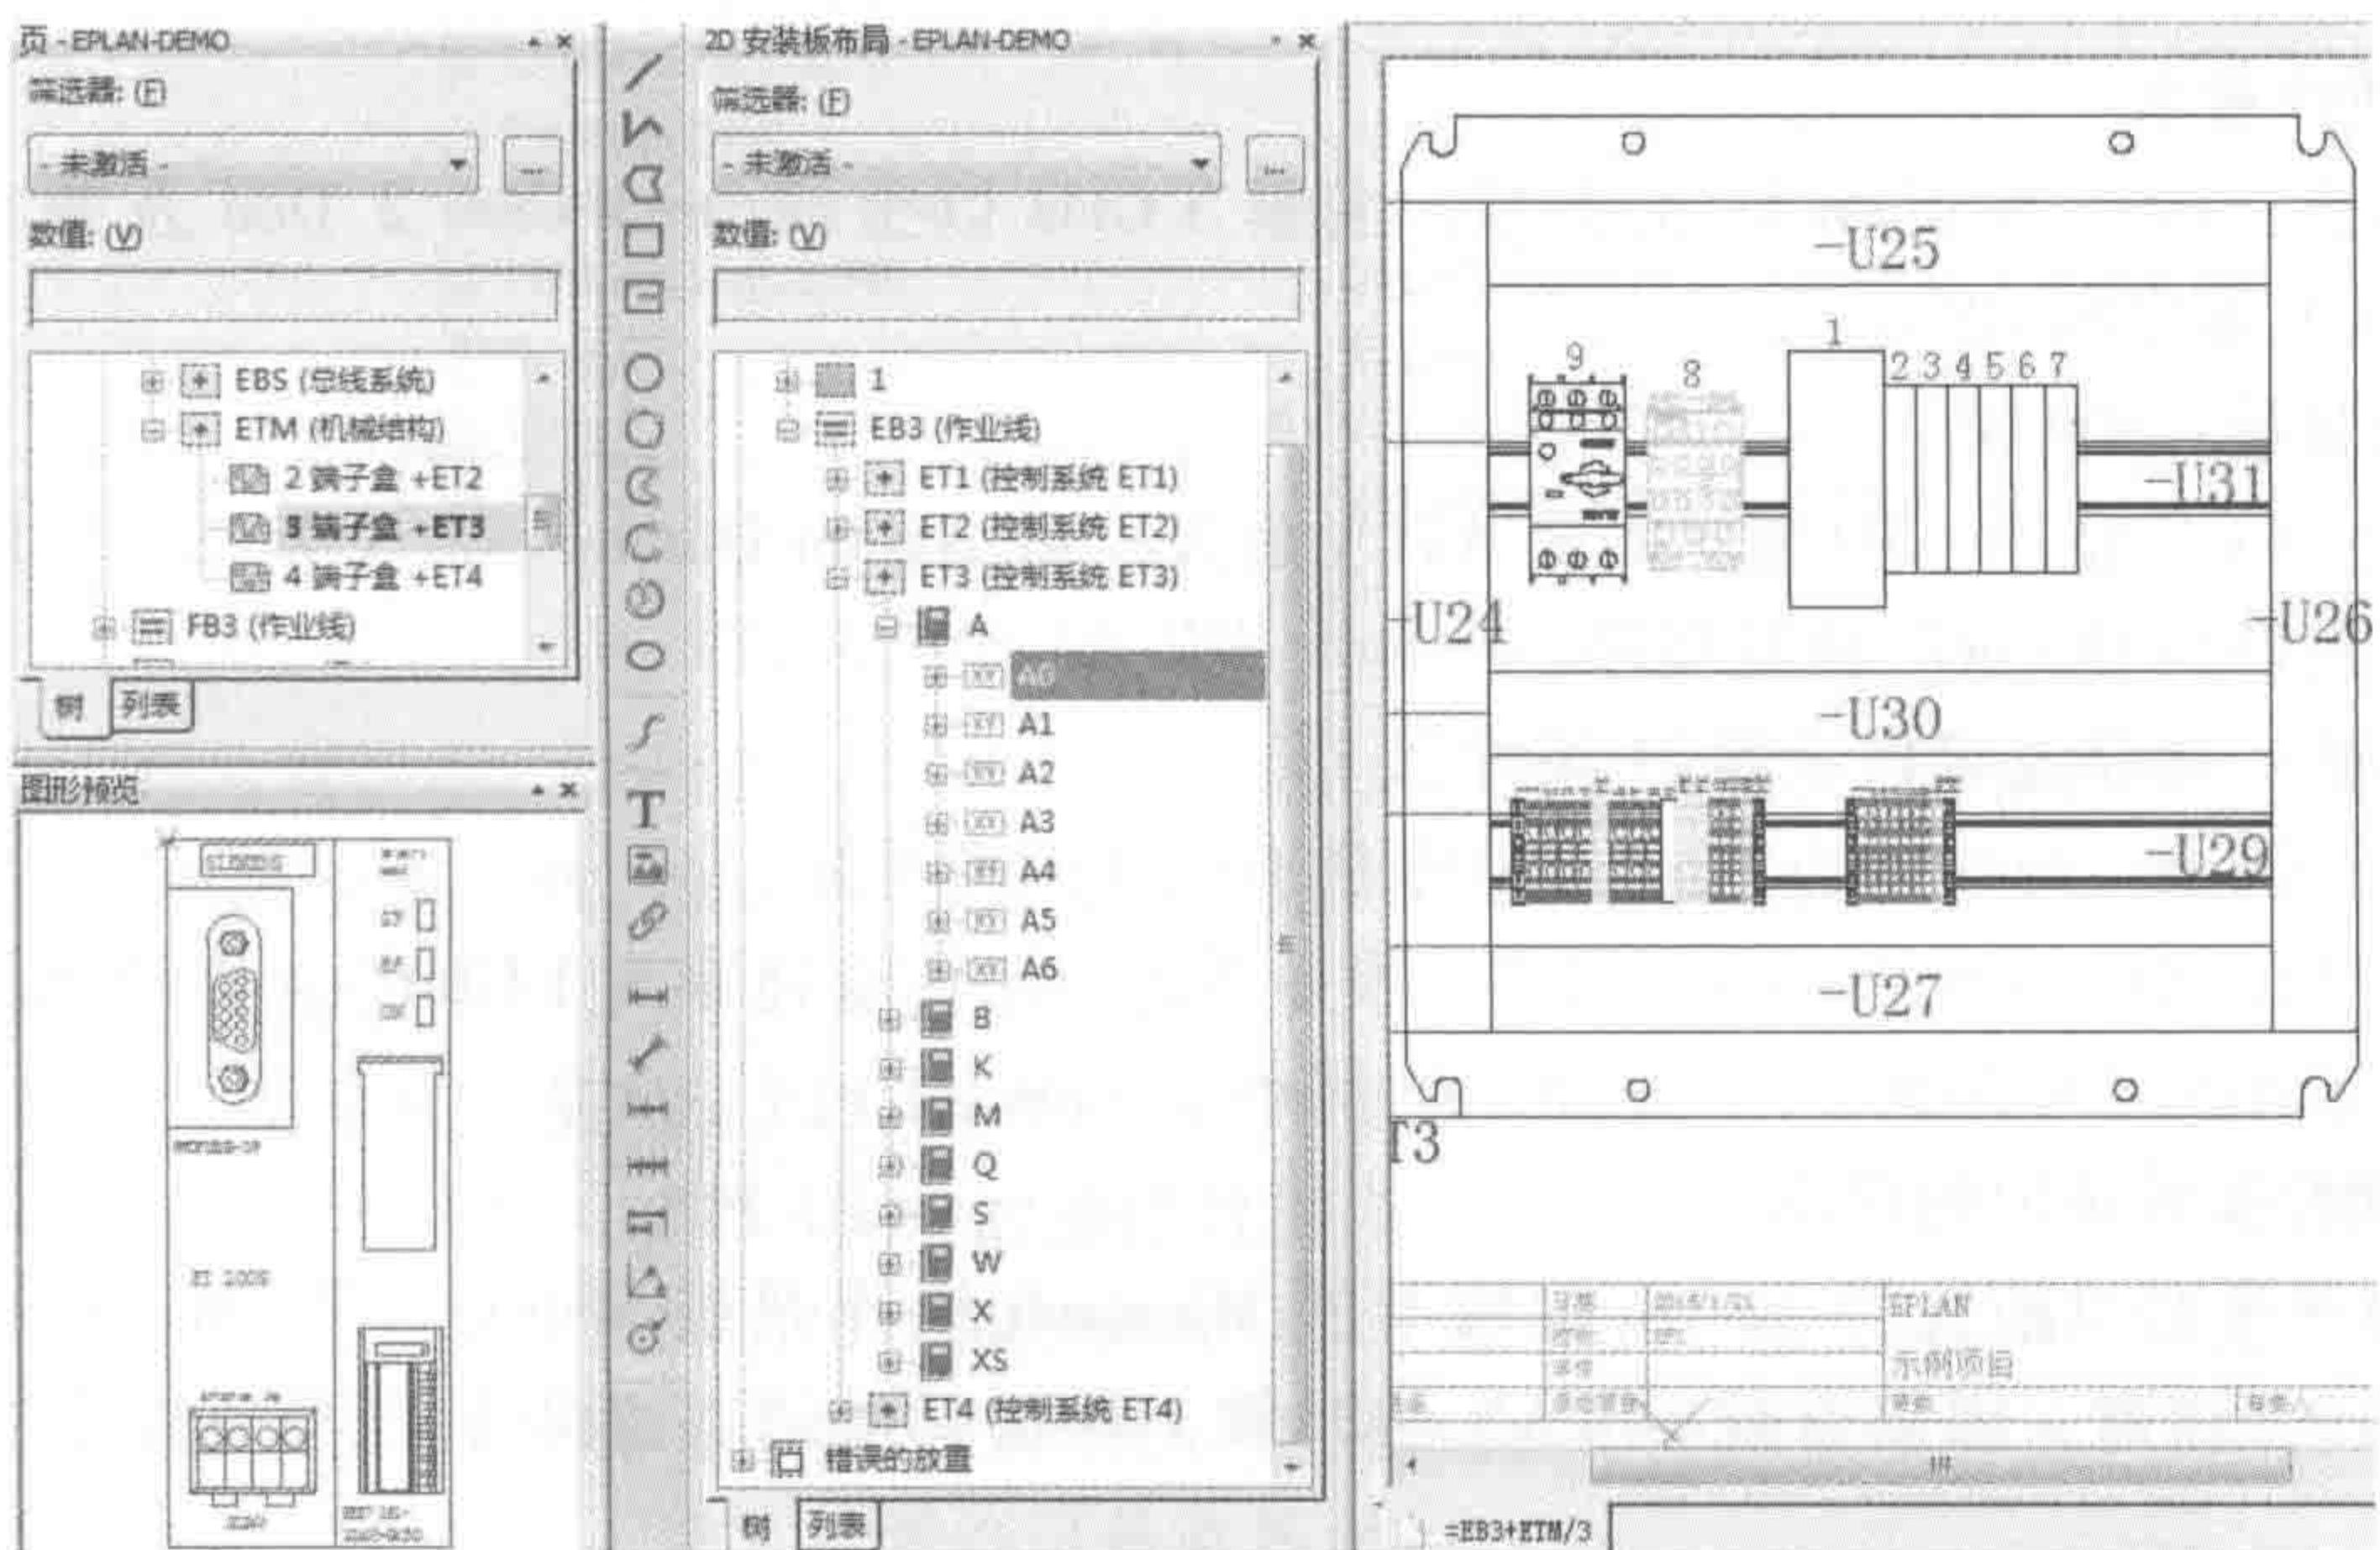 页 - EPLAN-DEMO
筛选器: (F)
- 未激活 -
...
数值: (V)
EBS (总线系统)
ETM (机械结构)
2 端子盒 +ET2
3 端子盒 +ET3
4 端子盒 +ET4
FB3 (作业线)
树
列表
图形预览
SIEMENS
ET 200S
T
2D 安装板布局 - EPLAN-DEMO
筛选器: (F)
- 未激活 -
...
数值: (V)
1
EB3 (作业线)
ET1 (控制系统 ET1)
ET2 (控制系统 ET2)
ET3 (控制系统 ET3)
A
A0
A1
A2
A3
A4
A5
A6
B
K
M
Q
S
W
X
XS
ET4 (控制系统 ET4)
错误的放置
树
列表
-U25
9
8
1
2 3 4 5 6 7
-U31
-U24
-U26
-U30
-U29
-U27
T3
EPLAN
示例项目
=EB3+ETM/3